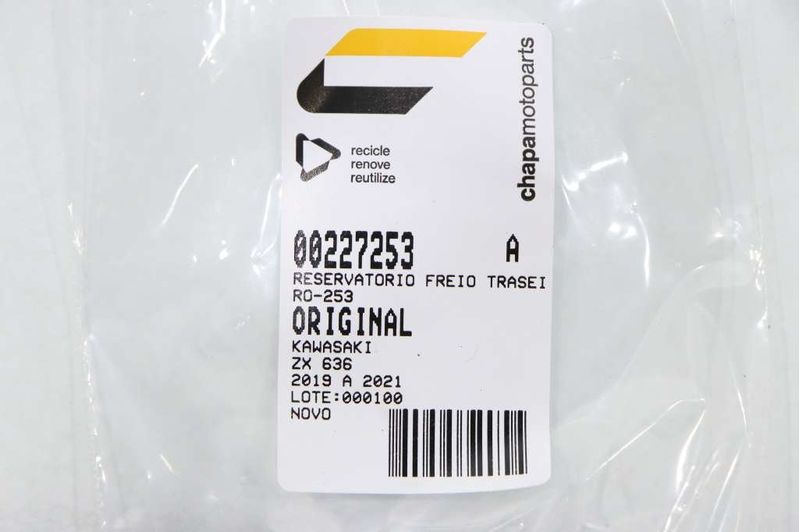 chapamotoparts
recicle
renove
reutilize
00227253 A
RESERVATORIO FREIO TRASEI
RO-253
ORIGINAL
KAWASAKI
ZX 636
2019 A 2021
LOTE:000100
NOVO